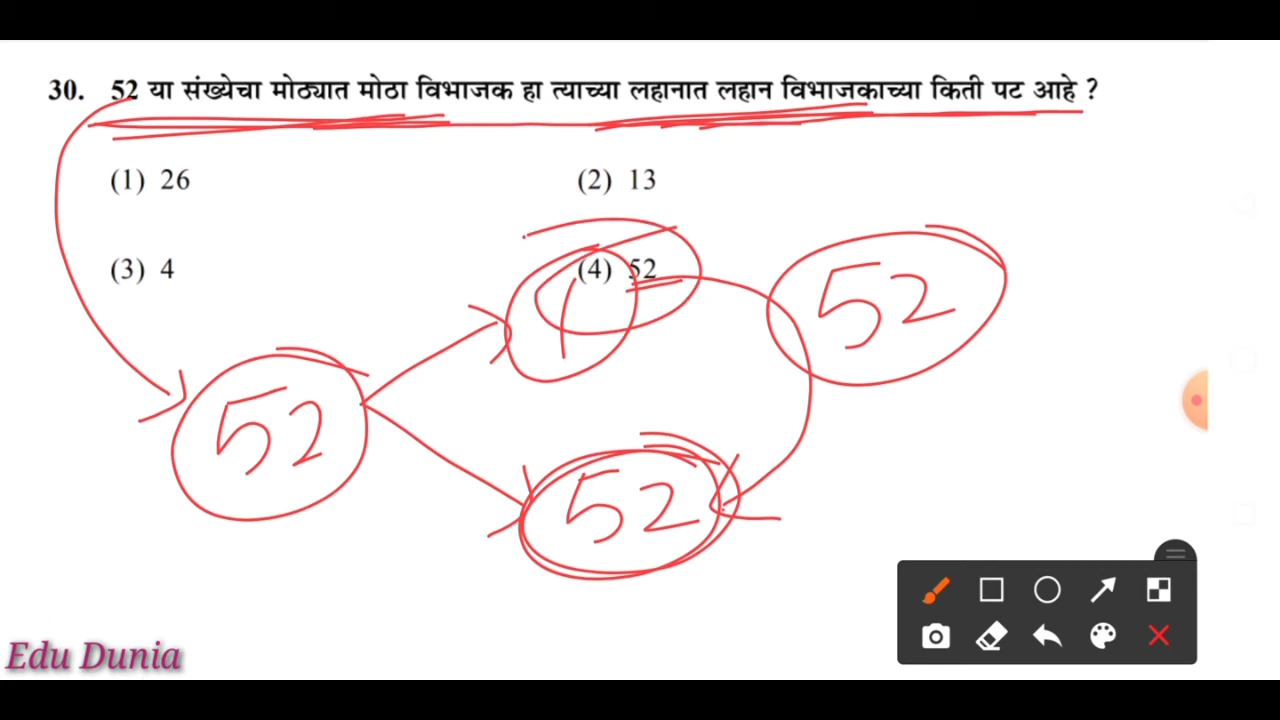 30. 52 या संख्येचा मोठ्यात मोठा विभाजक हा त्याच्या लहानात लहान विभाजकाच्या किती पट आहे ?
(1) 26 (2) 13
(3) 4 (4) 52
1 52
52
52
Edu Dunia